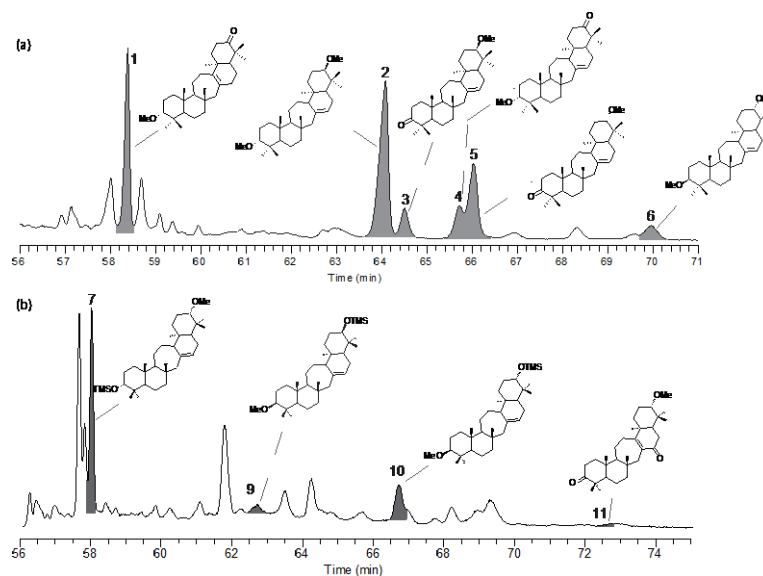 (a)
1
2
3
4
5
6
O
MeO
OMe
MeO
OMe
O
O
MeO
OMe
O
MeO
56 57 58 59 60 61 62 63 64 65 66 67 68 69 70 71
Time (min)
(b)
7
9
10
11
OMe
TMSO
OTMS
MeO
OTMS
MeO
OMe
O
O
56 58 60 62 64 66 68 70 72 74
Time (min)